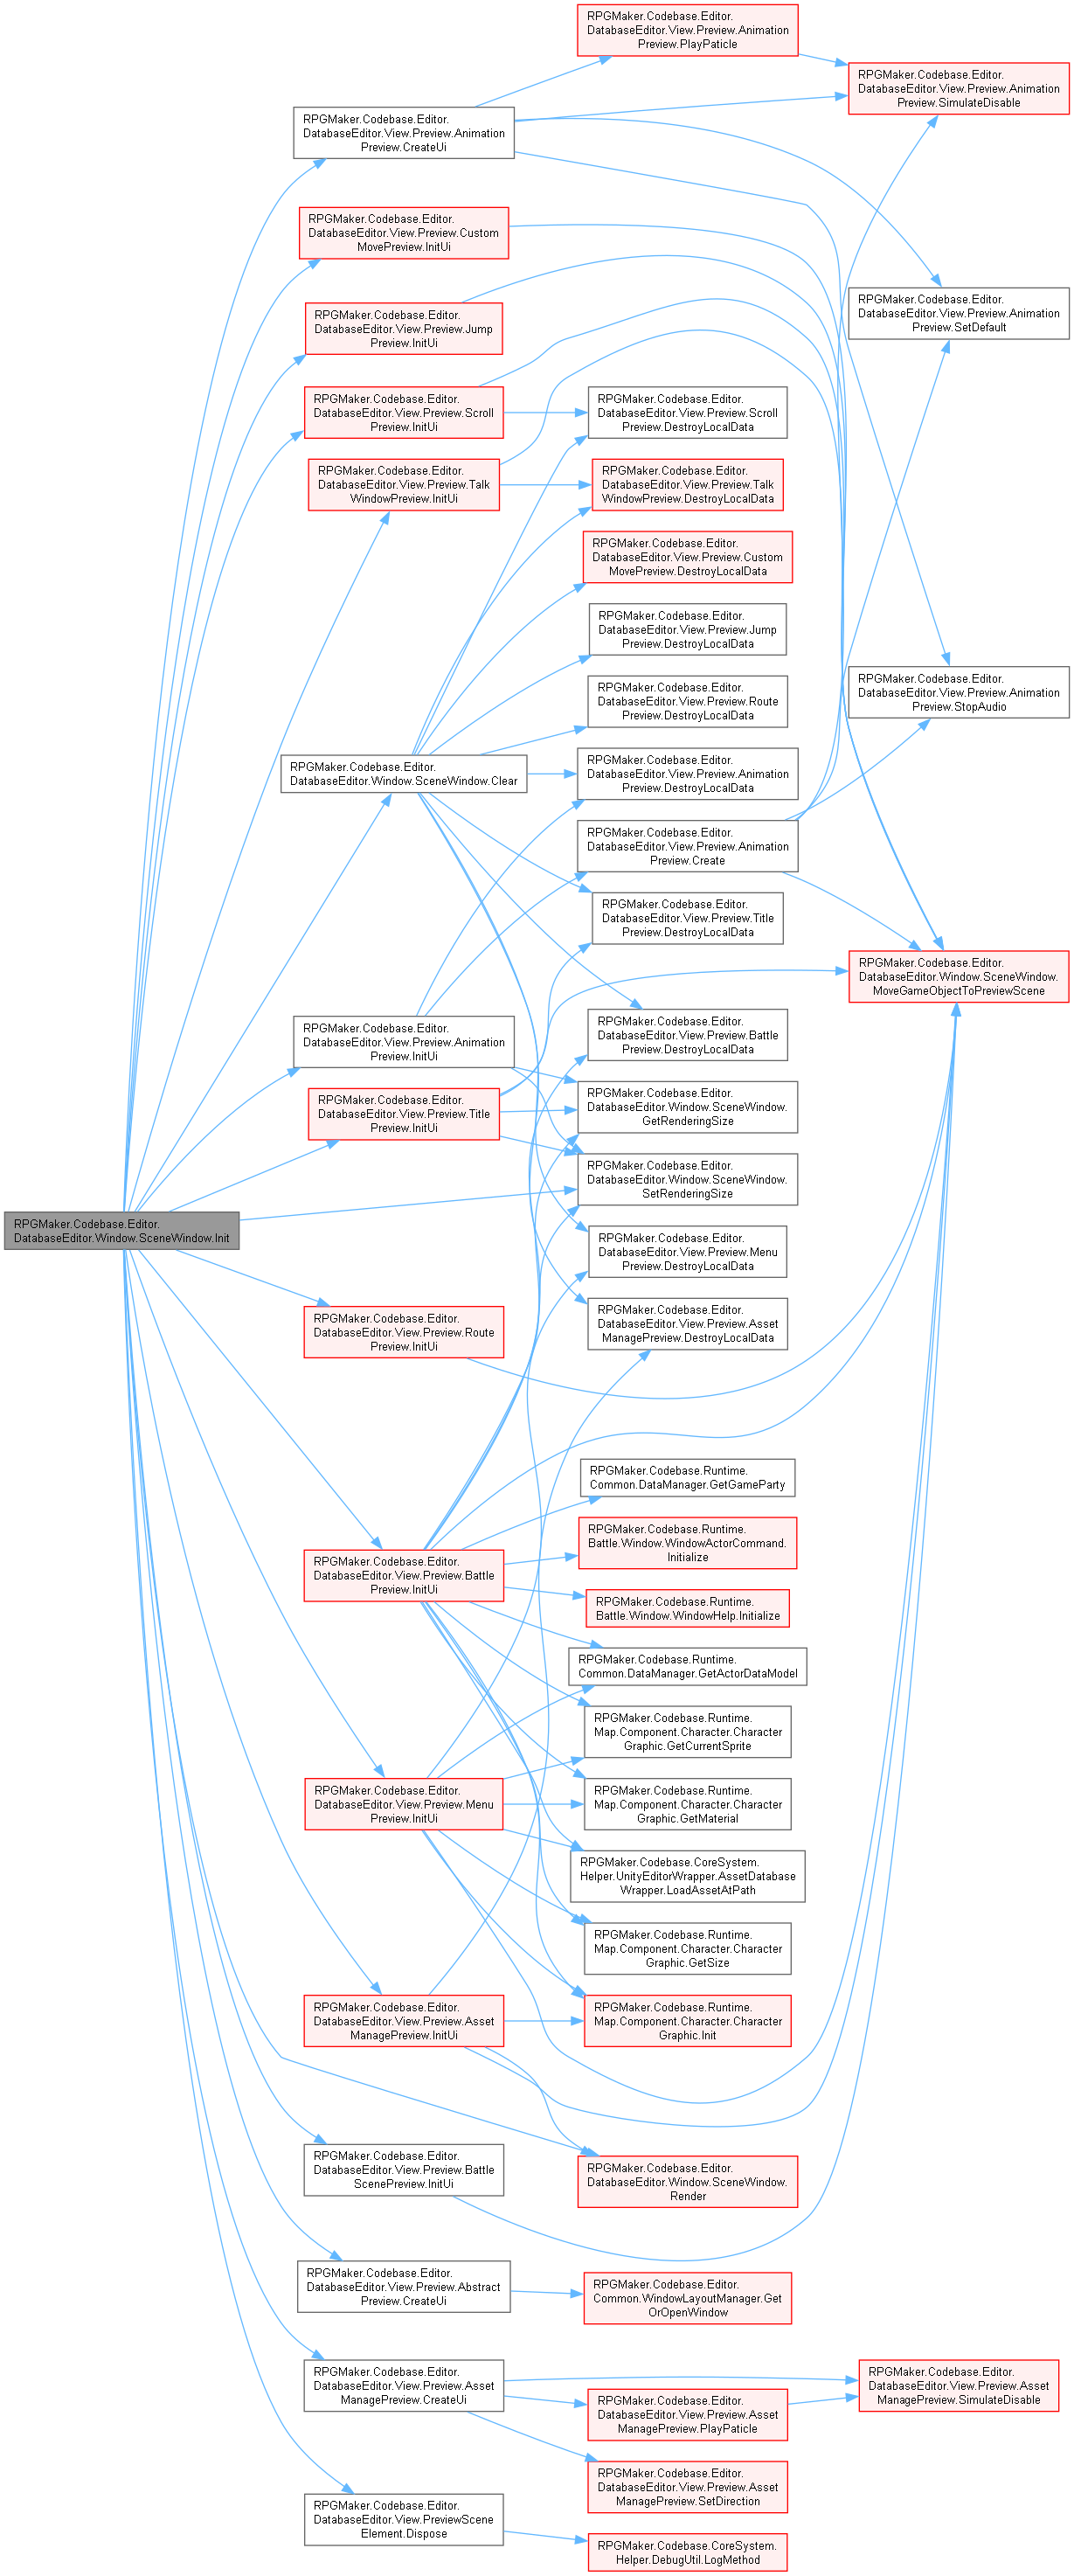 RPGMaker.Codebase.Editor.
DatabaseEditor.View.Preview.Animation
Preview.PlayPaticle
RPGMaker.Codebase.Editor.
DatabaseEditor.View.Preview.Animation
Preview.SimulateDisable
RPGMaker.Codebase.Editor.
DatabaseEditor.View.Preview.Animation
Preview.CreateUi
RPGMaker.Codebase.Editor.
DatabaseEditor.View.Preview.Custom
MovePreview.InitUi
RPGMaker.Codebase.Editor.
DatabaseEditor.View.Preview.Animation
Preview.SetDefault
RPGMaker.Codebase.Editor.
DatabaseEditor.View.Preview.Jump
Preview.InitUi
RPGMaker.Codebase.Editor.
DatabaseEditor.View.Preview.Scroll
Preview.InitUi
RPGMaker.Codebase.Editor.
DatabaseEditor.View.Preview.Scroll
Preview.DestroyLocalData
RPGMaker.Codebase.Editor.
DatabaseEditor.View.Preview.Talk
WindowPreview.InitUi
RPGMaker.Codebase.Editor.
DatabaseEditor.View.Preview.Talk
WindowPreview.DestroyLocalData
RPGMaker.Codebase.Editor.
DatabaseEditor.View.Preview.Custom
MovePreview.DestroyLocalData
RPGMaker.Codebase.Editor.
DatabaseEditor.View.Preview.Jump
Preview.DestroyLocalData
RPGMaker.Codebase.Editor.
DatabaseEditor.View.Preview.Animation
Preview.StopAudio
RPGMaker.Codebase.Editor.
DatabaseEditor.View.Preview.Route
Preview.DestroyLocalData
RPGMaker.Codebase.Editor.
DatabaseEditor.Window.SceneWindow.Clear
RPGMaker.Codebase.Editor.
DatabaseEditor.View.Preview.Animation
Preview.DestroyLocalData
RPGMaker.Codebase.Editor.
DatabaseEditor.View.Preview.Animation
Preview.Create
RPGMaker.Codebase.Editor.
DatabaseEditor.View.Preview.Title
Preview.DestroyLocalData
RPGMaker.Codebase.Editor.
DatabaseEditor.Window.SceneWindow.
MoveGameObjectToPreviewScene
RPGMaker.Codebase.Editor.
DatabaseEditor.View.Preview.Animation
Preview.InitUi
RPGMaker.Codebase.Editor.
DatabaseEditor.View.Preview.Battle
Preview.DestroyLocalData
RPGMaker.Codebase.Editor.
DatabaseEditor.View.Preview.Title
Preview.InitUi
RPGMaker.Codebase.Editor.
DatabaseEditor.Window.SceneWindow.
GetRenderingSize
RPGMaker.Codebase.Editor.
DatabaseEditor.Window.SceneWindow.
SetRenderingSize
RPGMaker.Codebase.Editor.
DatabaseEditor.Window.SceneWindow.Init
RPGMaker.Codebase.Editor.
DatabaseEditor.View.Preview.Menu
Preview.DestroyLocalData
RPGMaker.Codebase.Editor.
DatabaseEditor.View.Preview.Route
Preview.InitUi
RPGMaker.Codebase.Editor.
DatabaseEditor.View.Preview.Asset
ManagePreview.DestroyLocalData
RPGMaker.Codebase.Runtime.
Common.DataManager.GetGameParty
RPGMaker.Codebase.Runtime.
Battle.Window.WindowActorCommand.
Initialize
RPGMaker.Codebase.Editor.
DatabaseEditor.View.Preview.Battle
Preview.InitUi
RPGMaker.Codebase.Runtime.
Battle.Window.WindowHelp.Initialize
RPGMaker.Codebase.Runtime.
Common.DataManager.GetActorDataModel
RPGMaker.Codebase.Runtime.
Map.Component.Character.Character
Graphic.GetCurrentSprite
RPGMaker.Codebase.Editor.
DatabaseEditor.View.Preview.Menu
Preview.InitUi
RPGMaker.Codebase.Runtime.
Map.Component.Character.Character
Graphic.GetMaterial
RPGMaker.Codebase.CoreSystem.
Helper.UnityEditorWrapper.AssetDatabase
Wrapper.LoadAssetAtPath
RPGMaker.Codebase.Runtime.
Map.Component.Character.Character
Graphic.GetSize
RPGMaker.Codebase.Editor.
DatabaseEditor.View.Preview.Asset
ManagePreview.InitUi
RPGMaker.Codebase.Runtime.
Map.Component.Character.Character
Graphic.Init
RPGMaker.Codebase.Editor.
DatabaseEditor.View.Preview.Battle
ScenePreview.InitUi
RPGMaker.Codebase.Editor.
DatabaseEditor.Window.SceneWindow.
Render
RPGMaker.Codebase.Editor.
DatabaseEditor.View.Preview.Abstract
Preview.CreateUi
RPGMaker.Codebase.Editor.
Common.WindowLayoutManager.Get
OrOpenWindow
RPGMaker.Codebase.Editor.
DatabaseEditor.View.Preview.Asset
ManagePreview.CreateUi
RPGMaker.Codebase.Editor.
DatabaseEditor.View.Preview.Asset
ManagePreview.SimulateDisable
RPGMaker.Codebase.Editor.
DatabaseEditor.View.Preview.Asset
ManagePreview.PlayPaticle
RPGMaker.Codebase.Editor.
DatabaseEditor.View.Preview.Asset
ManagePreview.SetDirection
RPGMaker.Codebase.Editor.
DatabaseEditor.View.PreviewScene
Element.Dispose
RPGMaker.Codebase.CoreSystem.
Helper.DebugUtil.LogMethod